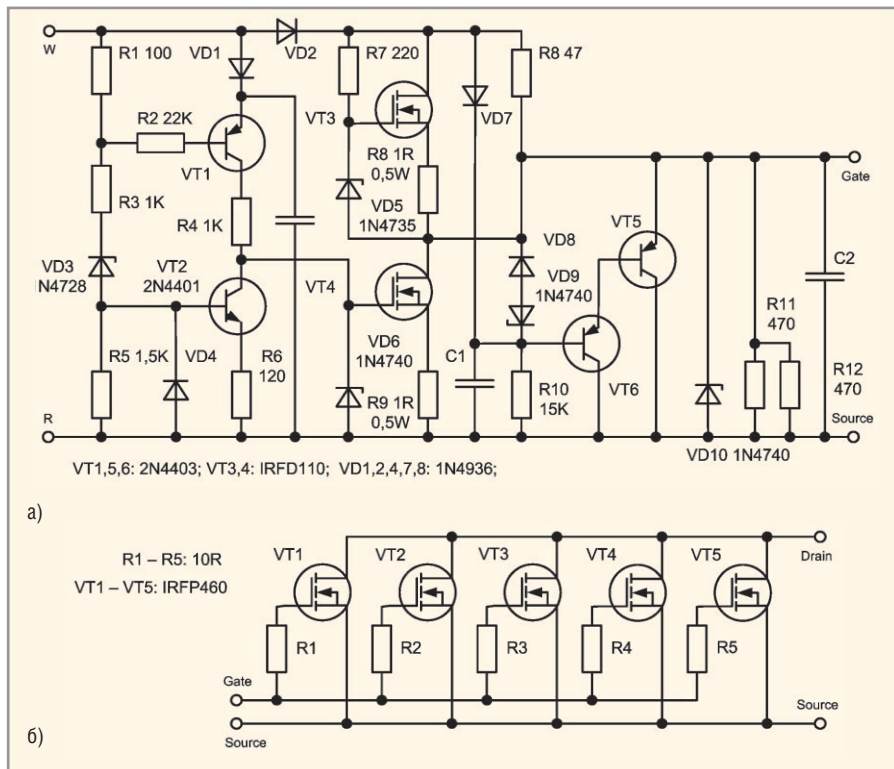 W
R1 100
VD1
VD2
R7 220
R8 47
R2 22K
VT3
VD7
VT1
R8 1R
0,5W
Gate
R3 1K
R4 1K
VD5
1N4735
VD8
VT5
VD3
1N4728
VT2
2N4401
VT4
VD9
1N4740
C2
VD6
1N4740
C1
R11
470
R5 1,5K
VD4
R6
120
R9 1R
0,5W
R10
15K
VT6
R12
470
R
Source
VD10 1N4740
VT1,5,6: 2N4403; VT3,4: IRFD110; VD1,2,4,7,8: 1N4936;
а)
R1 – R5: 10R
VT1 – VT5: IRFP460
VT1
VT2
VT3
VT4
VT5
Drain
R1
R2
R3
R4
R5
Gate
Source
Source
б)